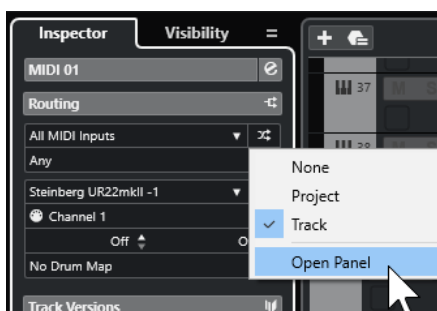 Inspector
Visibility
MIDI 01
Routing
37
M S
All MIDI Inputs
38
Any
None
Project
Steinberg UR22mkII -1
Track
Channel 1
Off
Open Panel
No Drum Map
Track Versions